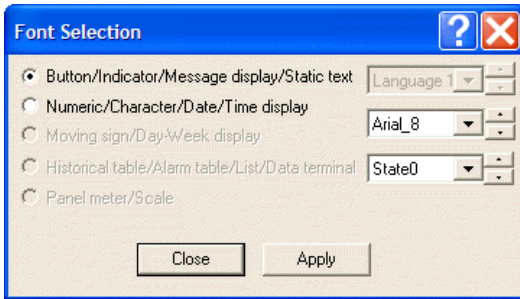 Font Selection
Button/Indicator/Message display/Static text
Language 1
Numeric/Character/Date/Time display
Arial_8
Moving sign/Day-Week display
Historical table/Alarm table/List/Data terminal
State0
Panel meter/Scale
Close
Apply